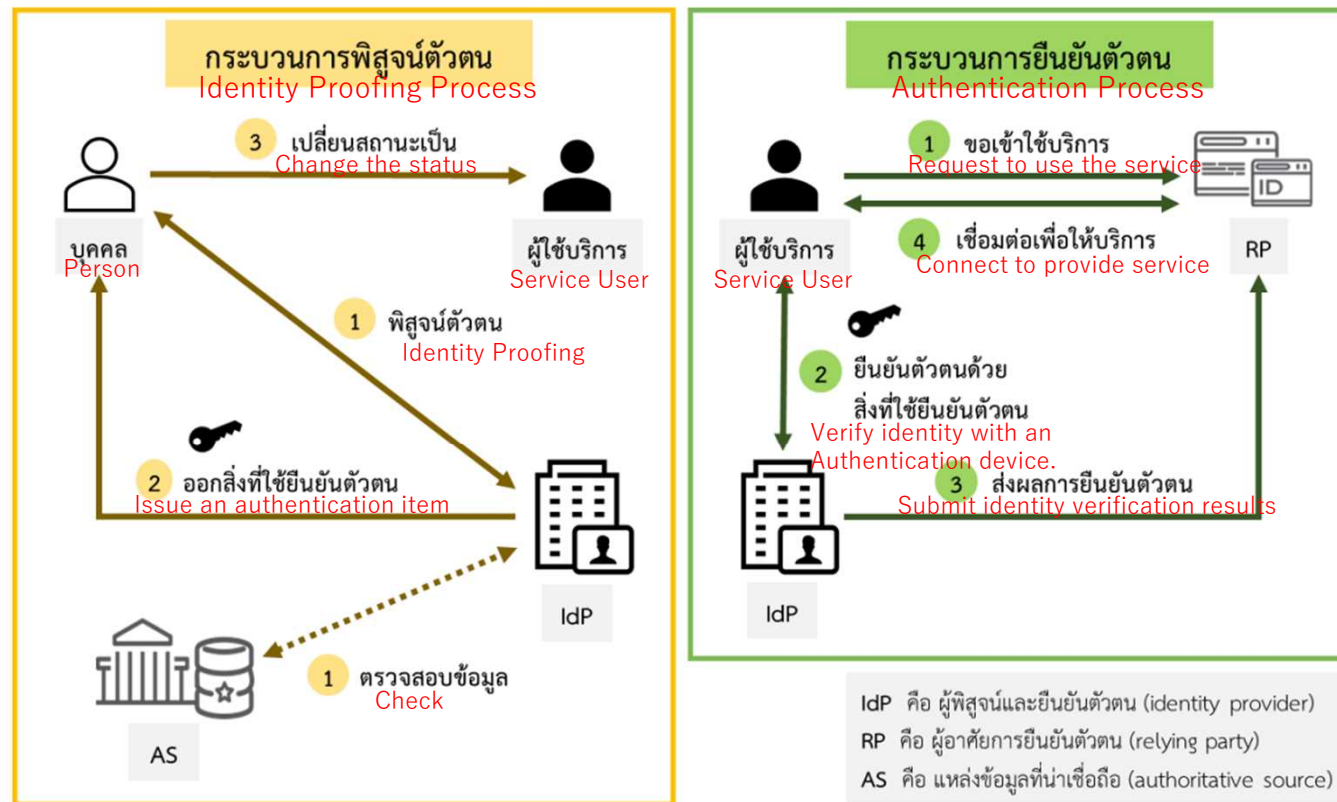 กระบวนการพิสูจน์ตัวตน
Identity Proofing Process
3 เปลี่ยนสถานะเป็น
Change the status
บุคคล
Person
ผู้ใช้บริการ
Service User
1 พิสูจน์ตัวตน
Identity Proofing
2 ออกสิ่งที่ใช้ยืนยันตัวตน
Issue an authentication item
IdP
1 ตรวจสอบข้อมูล
Check
AS
กระบวนการยืนยันตัวตน
Authentication Process
1 ขอเข้าใช้บริการ
Request to use the service
ID
4 เชื่อมต่อเพื่อให้บริการ
Connect to provide service
ผู้ใช้บริการ
Service User
RP
2 ยืนยันตัวตนด้วย
สิ่งที่ใช้ยืนยันตัวตน
Verify identity with an
Authentication device.
3 ส่งผลการยืนยันตัวตน
Submit identity verification results
IdP
IdP คือ ผู้พิสูจน์และยืนยันตัวตน (identity provider)
RP คือ ผู้อาศัยการยืนยันตัวตน (relying party)
AS คือ แหล่งข้อมูลที่น่าเชื่อถือ (authoritative source)